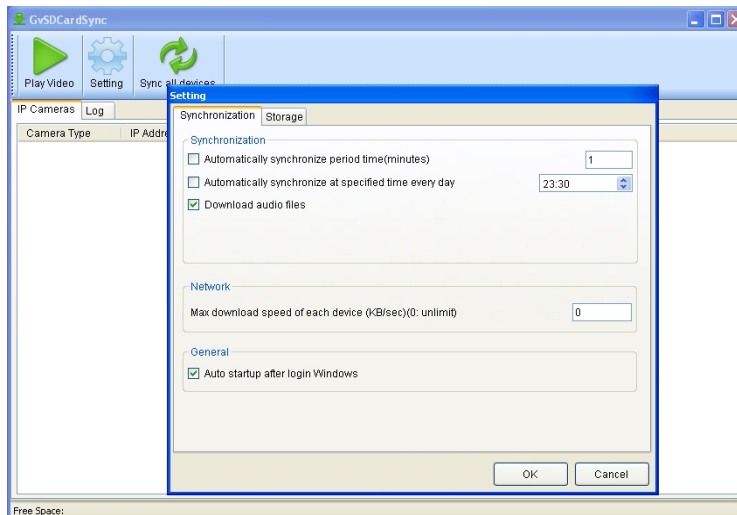 GvSDCardSync
Play Video
Setting
Sync all devices
IP Cameras
Log
Camera Type
IP Addre
Setting
Synchronization
Storage
Synchronization
Automatically synchronize period time(minutes)
1
Automatically synchronize at specified time every day
23:30
Download audio files
Network
Max download speed of each device (KB/sec)(0: unlimit)
0
General
Auto startup after login Windows
OK
Cancel
Free Space: